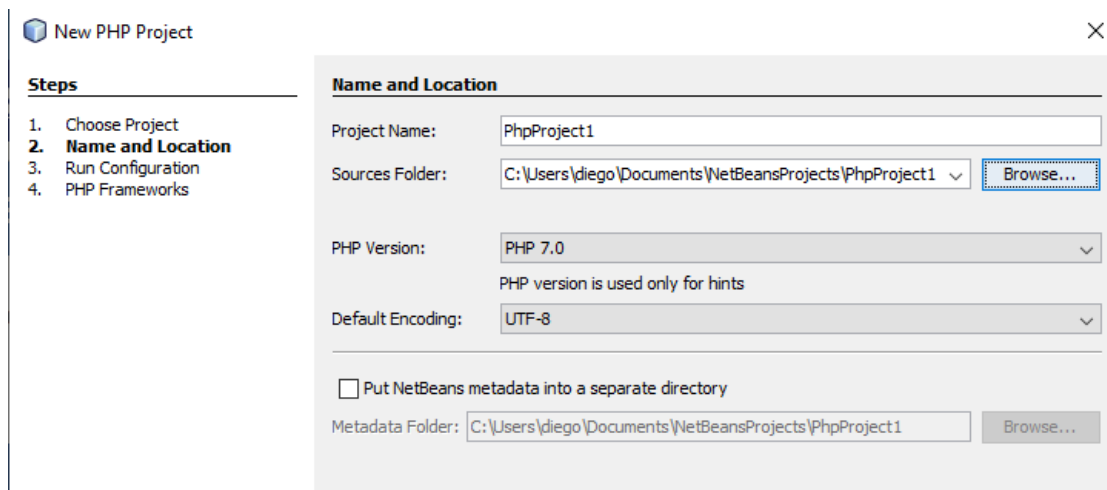 New PHP Project
Steps
1. Choose Project
2. Name and Location
3. Run Configuration
4. PHP Frameworks
Name and Location
Project Name: PhpProject1
Sources Folder: C:\Users\diego\Documents\NetBeansProjects\PhpProject1 Browse...
PHP Version: PHP 7.0
PHP version is used only for hints
Default Encoding: UTF-8
Put NetBeans metadata into a separate directory
Metadata Folder: C:\Users\diego\Documents\NetBeansProjects\PhpProject1 Browse...